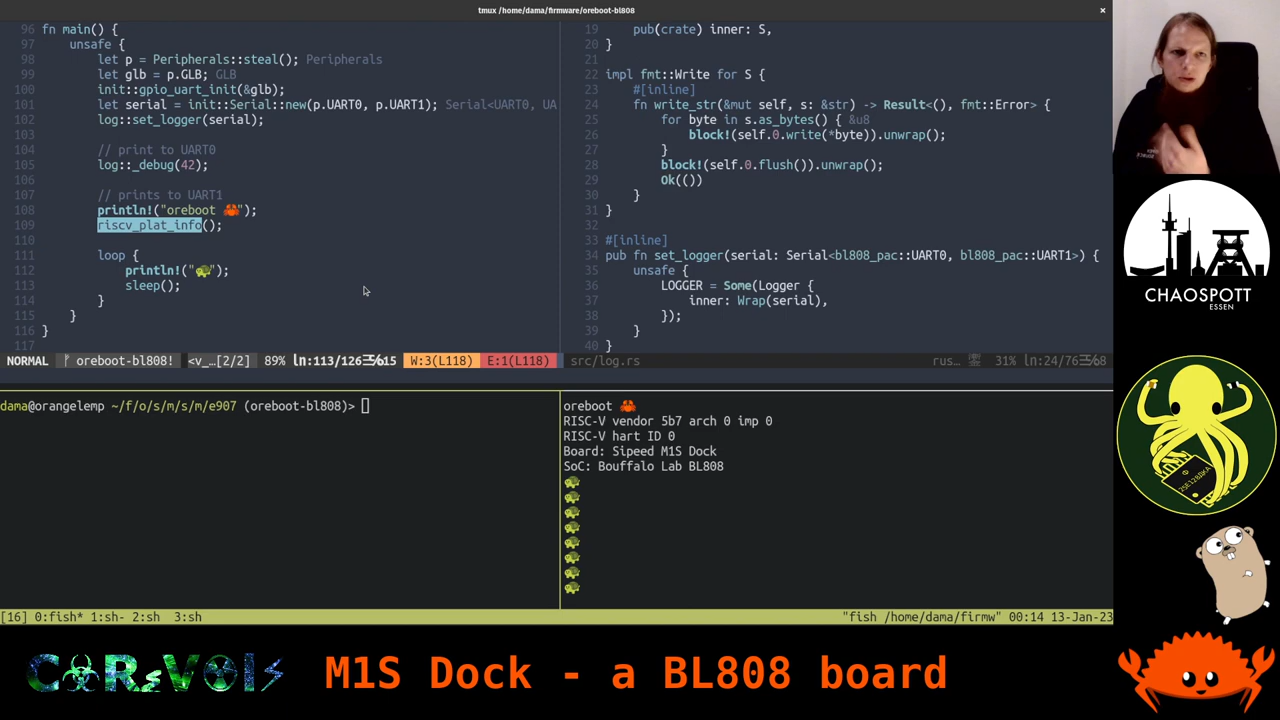 tmux /home/dama/firmware/oreboot-bl808
×
96 fn main() {
97 unsafe {
98 let p = Peripherals::steal(); Peripherals
99 let glb = p.GLB; GLB
100 init::gpio_uart_init(&glb);
101 let serial = init::Serial::new(p.UART0, p.UART1); Serial<UART0, UA
102 log::set_logger(serial);
103
104 // print to UART0
105 log::_debug(42);
106
107 // prints to UART1
108 println!("oreboot 🦀");
109 riscv_plat_info();
110
111 loop {
112 println!("🐢");
113 sleep();
114 }
115 }
116 }
117
NORMAL oreboot-bl808! <v_…[2/2] 89% ln:113/126 W:3(L118) E:1(L118)
19 pub(crate) inner: S,
20 }
21
22 impl fmt::Write for S {
23 #[inline]
24 fn write_str(&mut self, s: &str) -> Result<(), fmt::Error> {
25 for byte in s.as_bytes() { &u8
26 block!(self.0.write(*byte)).unwrap();
27 }
28 block!(self.0.flush()).unwrap();
29 Ok(())
30 }
31 }
32
33 #[inline]
34 pub fn set_logger(serial: Serial<bl808_pac::UART0, bl808_pac::UART1>) {
35 unsafe {
36 LOGGER = Some(Logger {
37 inner: Wrap(serial),
38 });
39 }
40 }
src/log.rs rus… 31% ln:24/76
dama@orangelemp ~/f/o/s/m/s/m/e907 (oreboot-bl808)>
oreboot 🦀
RISC-V vendor 5b7 arch 0 imp 0
RISC-V hart ID 0
Board: Sipeed M1S Dock
SoC: Bouffalo Lab BL808
🐢
🐢
🐢
🐢
🐢
🐢
🐢
🐢
[16] 0:fish* 1:sh- 2:sh 3:sh "fish /home/dama/firmw" 00:14 13-Jan-23
CHAOSPOTT
ESSEN
M1S Dock - a BL808 board